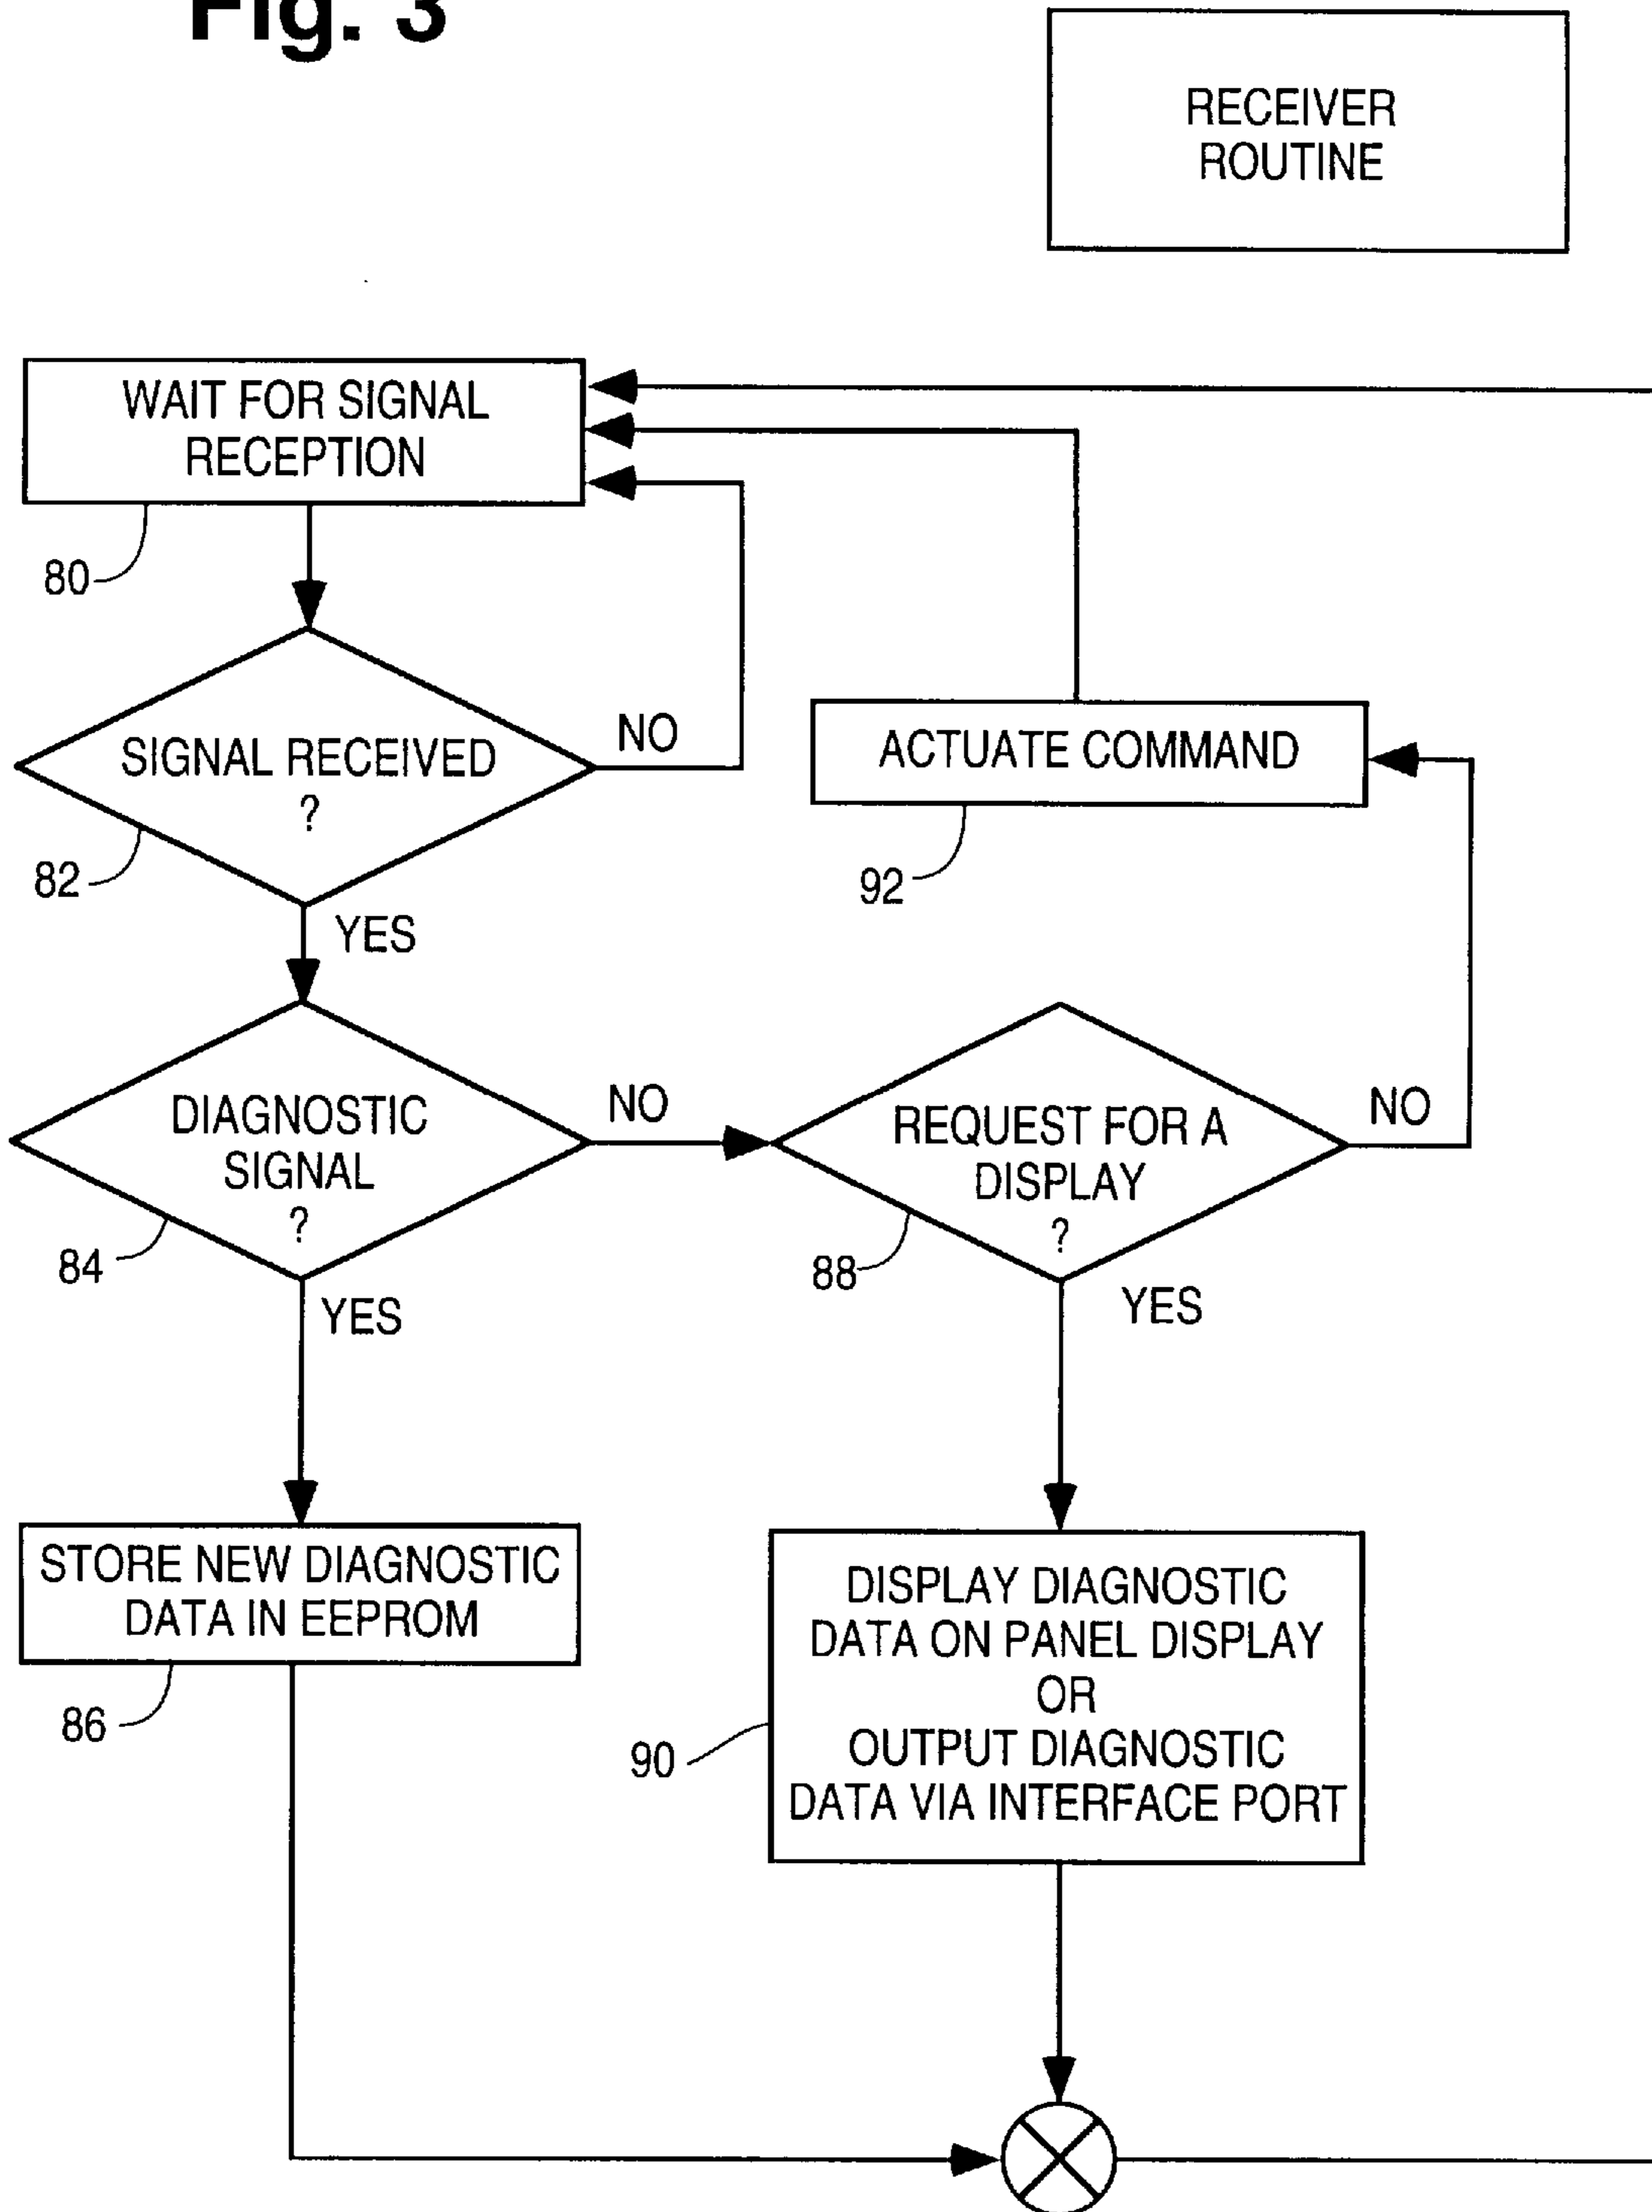 Fig. 3
RECEIVER
ROUTINE
WAIT FOR SIGNAL
RECEPTION
80
SIGNAL RECEIVED
?
NO
82
YES
ACTUATE COMMAND
92
DIAGNOSTIC
SIGNAL
?
NO
84
YES
REQUEST FOR A
DISPLAY
?
NO
88
YES
STORE NEW DIAGNOSTIC
DATA IN EEPROM
86
DISPLAY DIAGNOSTIC
DATA ON PANEL DISPLAY
OR
OUTPUT DIAGNOSTIC
DATA VIA INTERFACE PORT
90